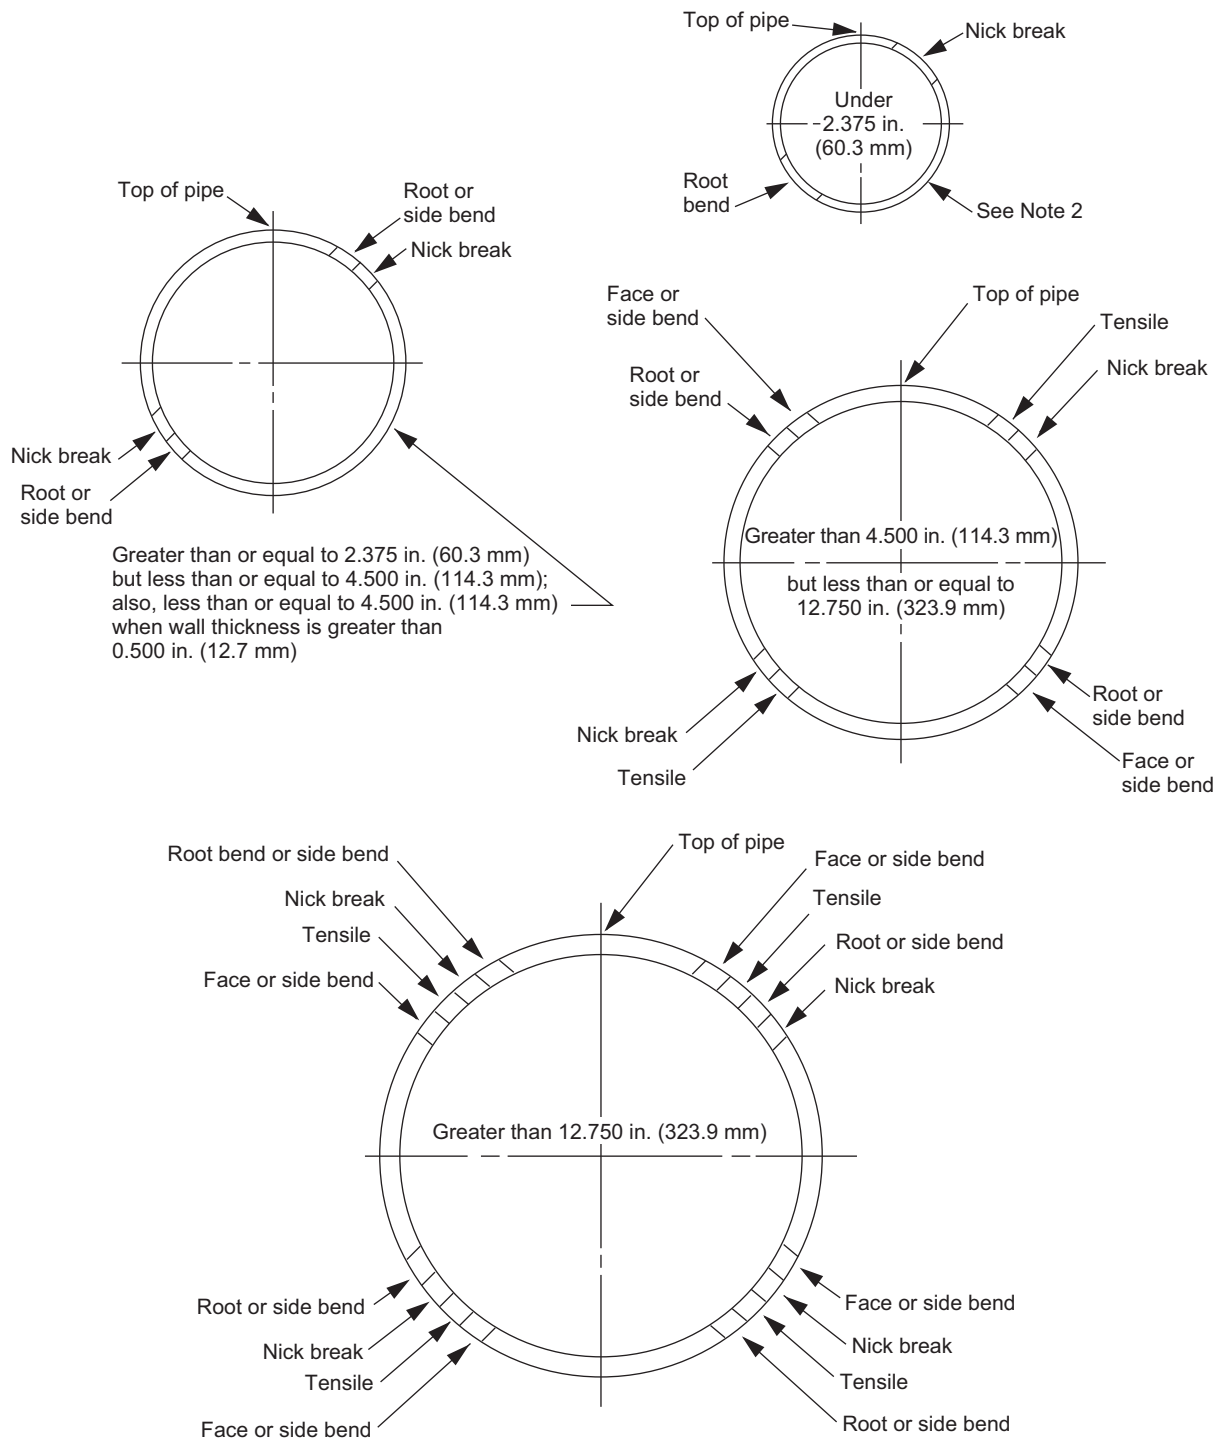 Top of pipe
Nick break
Under
2.375 in.
(60.3 mm)
Root
bend
See Note 2
Top of pipe
Root or
side bend
Nick break
Nick break
Root or
side bend
Greater than or equal to 2.375 in. (60.3 mm)
but less than or equal to 4.500 in. (114.3 mm);
also, less than or equal to 4.500 in. (114.3 mm)
when wall thickness is greater than
0.500 in. (12.7 mm)
Face or
side bend
Top of pipe
Tensile
Root or
side bend
Nick break
Greater than 4.500 in. (114.3 mm)
but less than or equal to
12.750 in. (323.9 mm)
Nick break
Tensile
Root or
side bend
Face or
side bend
Top of pipe
Root bend or side bend
Nick break
Tensile
Face or side bend
Face or side bend
Tensile
Root or side bend
Nick break
Greater than 12.750 in. (323.9 mm)
Root or side bend
Nick break
Tensile
Face or side bend
Face or side bend
Nick break
Tensile
Root or side bend